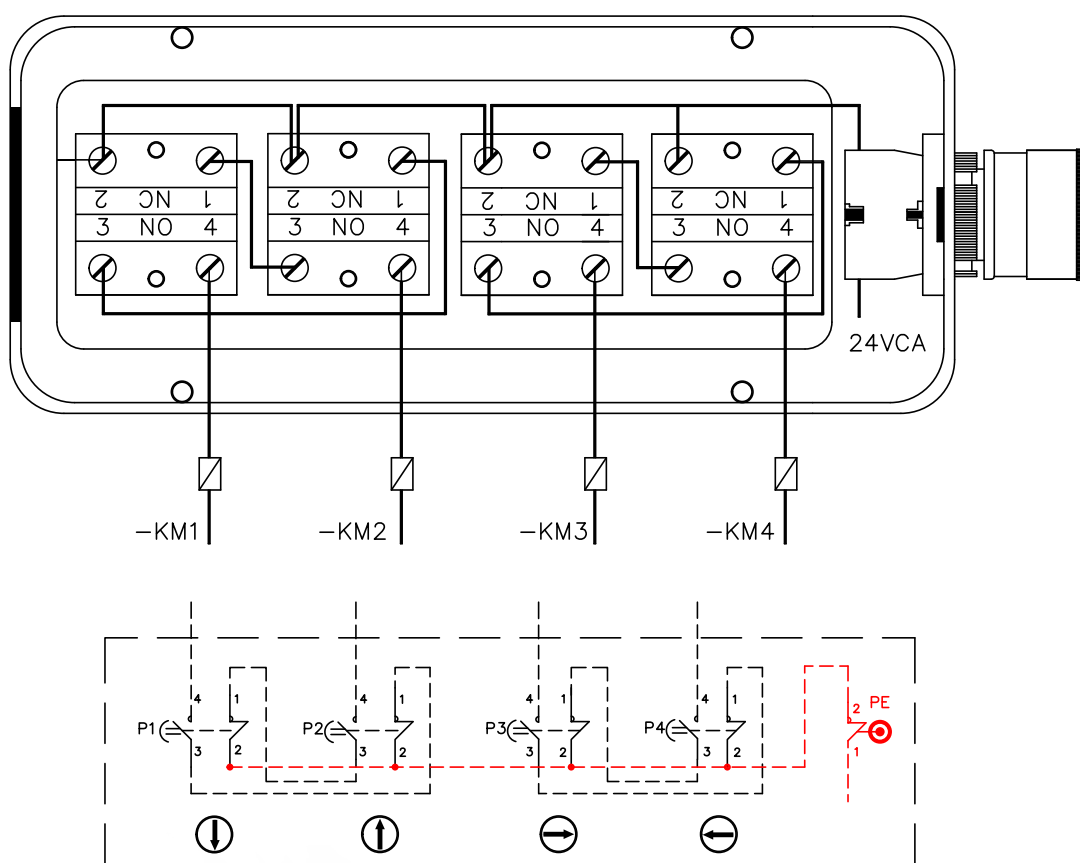 2 NC 1 2 NC 1 2 NC 1 2 NC 1
3 NO 4 3 NO 4 3 NO 4 3 NO 4
24VCA
-KM1 -KM2 -KM3 -KM4
4 1 4 1 4 1 4 1 2 PE
P1 P2 P3 P4
3 2 3 2 3 2 3 2 1